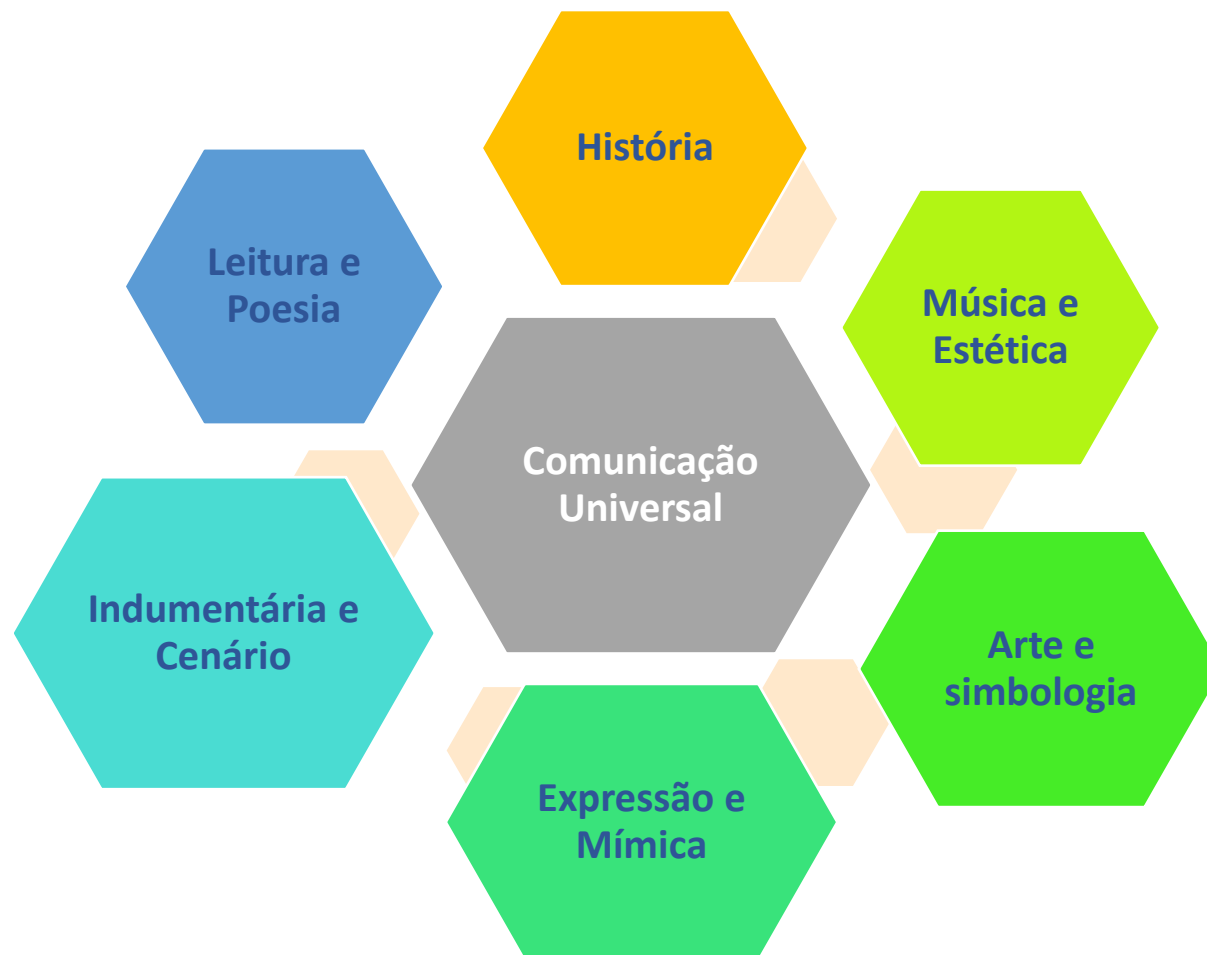 História
Leitura e
Poesia
Música e
Estética
Comunicação
Universal
Indumentária e
Cenário
Arte e
simbologia
Expressão e
Mímica